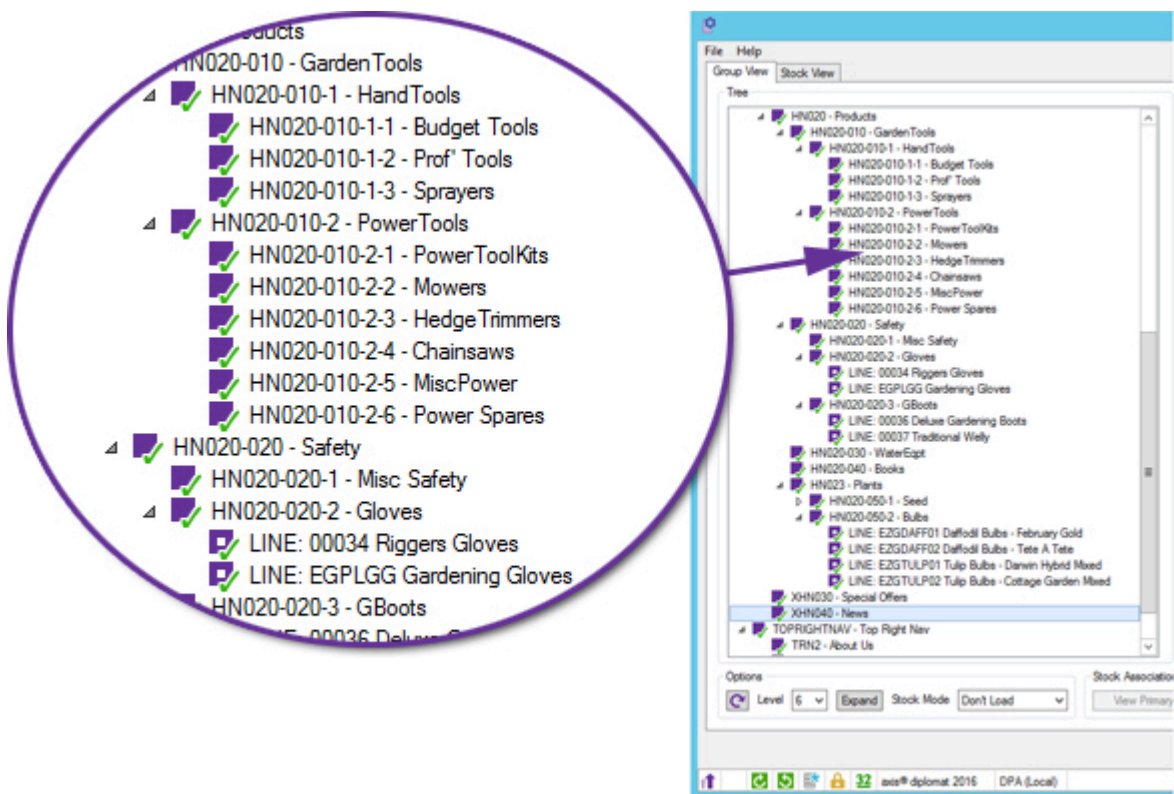 Products
HN020-010 - GardenTools
HN020-010-1 - HandTools
HN020-010-1-1 - Budget Tools
HN020-010-1-2 - Prof' Tools
HN020-010-1-3 - Sprayers
HN020-010-2 - PowerTools
HN020-010-2-1 - PowerToolKits
HN020-010-2-2 - Mowers
HN020-010-2-3 - HedgeTrimmers
HN020-010-2-4 - Chainsaws
HN020-010-2-5 - MiscPower
HN020-010-2-6 - Power Spares
HN020-020 - Safety
HN020-020-1 - Misc Safety
HN020-020-2 - Gloves
LINE: 00034 Riggers Gloves
LINE: EGPLGG Gardening Gloves
HN020-020-3 - GBoots
LINE: 00036 Deluxe
File Help
Group View Stock View
Tree
HN020 - Products
HN020-010 - GardenTools
HN020-010-1 - HandTools
HN020-010-1-1 - Budget Tools
HN020-010-1-2 - Prof' Tools
HN020-010-1-3 - Sprayers
HN020-010-2 - PowerTools
HN020-010-2-1 - PowerToolKits
HN020-010-2-2 - Mowers
HN020-010-2-3 - HedgeTrimmers
HN020-010-2-4 - Chainsaws
HN020-010-2-5 - MiscPower
HN020-010-2-6 - Power Spares
HN020-020 - Safety
HN020-020-1 - Misc Safety
HN020-020-2 - Gloves
LINE: 00034 Riggers Gloves
LINE: EGPLGG Gardening Gloves
HN020-020-3 - GBoots
LINE: 00036 Deluxe Gardening Boots
LINE: 00037 Traditional Welly
HN020-030 - WaterEqpt
HN020-040 - Books
HN023 - Plants
HN020-050-1 - Seed
HN020-050-2 - Bulbs
LINE: EZGDAFF01 Daffodil Bulbs - February Gold
LINE: EZGDAFF02 Daffodil Bulbs - Tete A Tete
LINE: EZGTULP01 Tulip Bulbs - Darwin Hybrid Mixed
LINE: EZGTULP02 Tulip Bulbs - Cottage Garden Mixed
XHN030 - Special Offers
XHN040 - News
TOPRIGHTNAV - Top Right Nav
TRN2 - About Us
Options Stock Association
Level 6 Expand Stock Mode Don't Load View Primary
32 axis® diplomat 2016 DPA (Local)